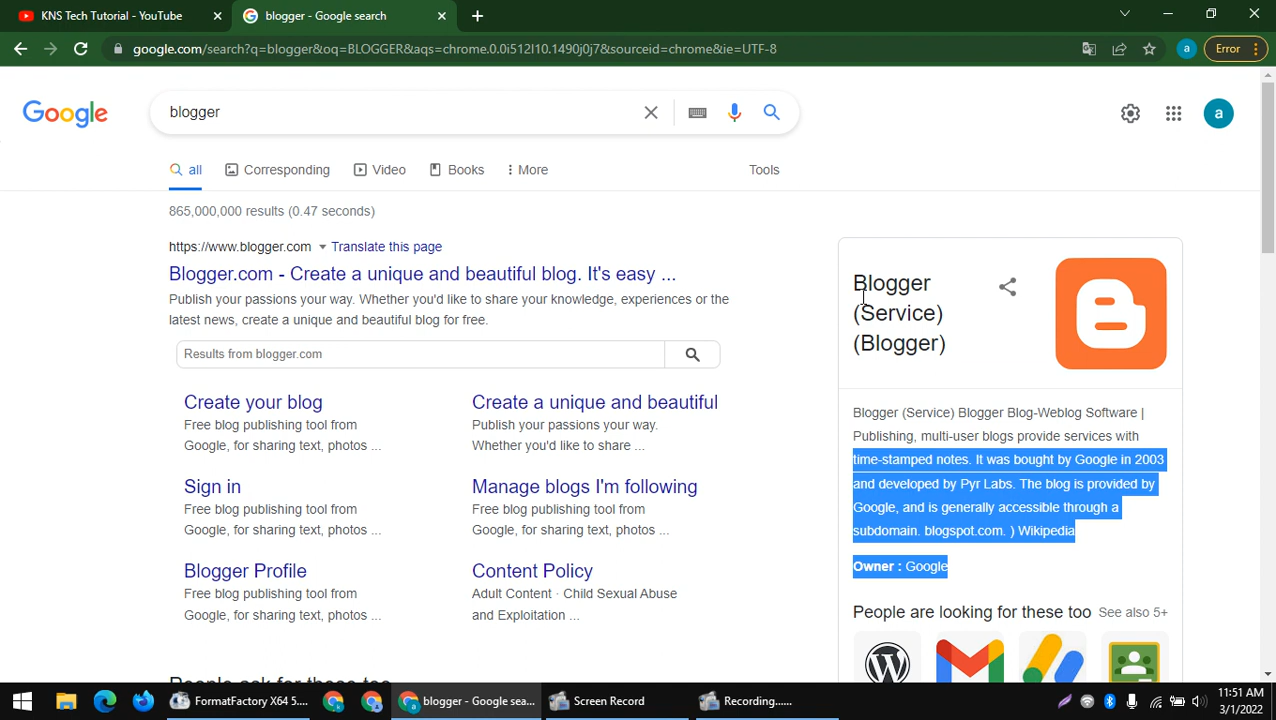 KNS Tech Tutorial - YouTube
blogger - Google search
google.com/search?q=blogger&oq=BLOGGER&aqs=chrome.0.0i512l10.1490j0j7&sourceid=chrome&ie=UTF-8
a
Error
Google
blogger
a
all
Corresponding
Video
Books
More
Tools
865,000,000 results (0.47 seconds)
https://www.blogger.com
Translate this page
Blogger.com - Create a unique and beautiful blog. It's easy ...
Publish your passions your way. Whether you'd like to share your knowledge, experiences or the
latest news, create a unique and beautiful blog for free.
Results from blogger.com
Create your blog
Free blog publishing tool from
Google, for sharing text, photos ...
Create a unique and beautiful
Publish your passions your way.
Whether you'd like to share ...
Sign in
Free blog publishing tool from
Google, for sharing text, photos ...
Manage blogs I'm following
Free blog publishing tool from
Google, for sharing text, photos ...
Blogger Profile
Free blog publishing tool from
Google, for sharing text, photos ...
Content Policy
Adult Content · Child Sexual Abuse
and Exploitation ...
Blogger
(Service)
(Blogger)
Blogger (Service) Blogger Blog-Weblog Software |
Publishing, multi-user blogs provide services with
time-stamped notes. It was bought by Google in 2003
and developed by Pyr Labs. The blog is provided by
Google, and is generally accessible through a
subdomain. blogspot.com. ) Wikipedia
Owner : Google
People are looking for these too
See also 5+
People ask for these too
FormatFactory X64 5....
blogger - Google sea...
Screen Record
Recording......
11:51 AM
3/1/2022